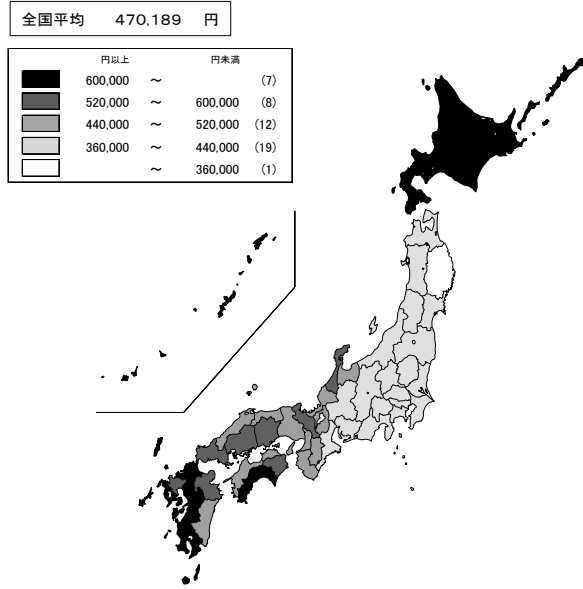 全国平均 470,189 円
円以上 円未満
600,000 ～ (7)
520,000 ～ 600,000 (8)
440,000 ～ 520,000 (12)
360,000 ～ 440,000 (19)
～ 360,000 (1)